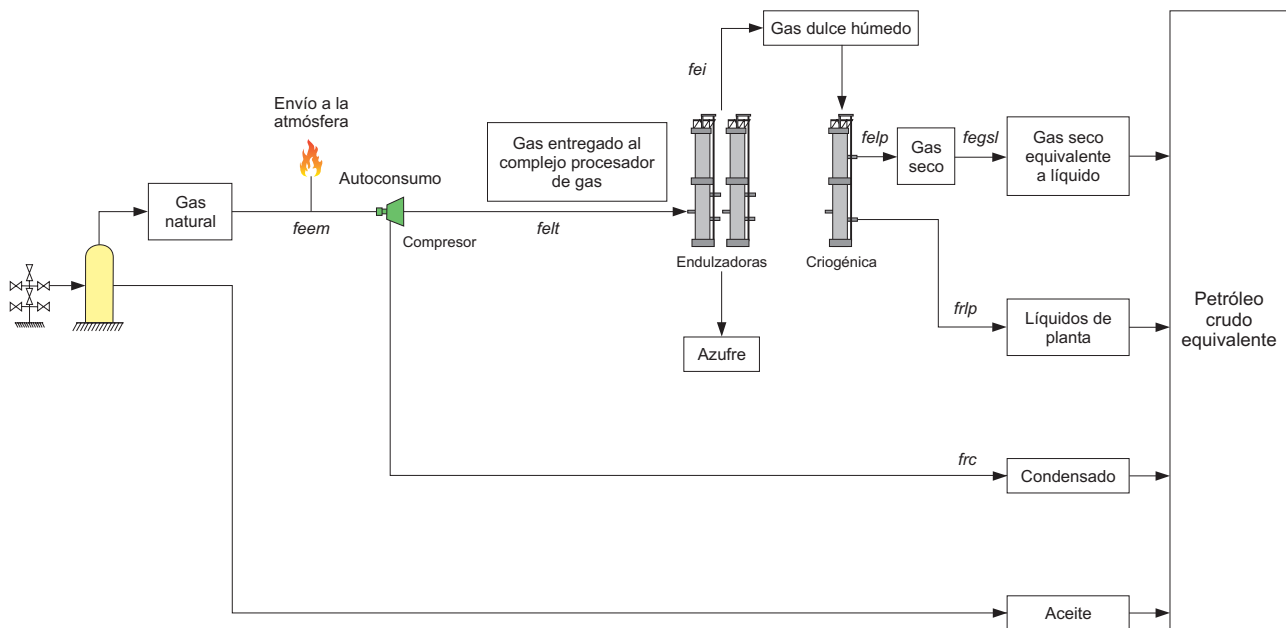 Gas dulce húmedo
fei
Envío a la
atmósfera
Gas entregado al
complejo procesador
de gas
felp
Gas
seco
fegsl
Gas seco
equivalente
a líquido
Autoconsumo
Gas
natural
feem
Compresor
felt
Endulzadoras
Criogénica
frlp
Líquidos de
planta
Petróleo
crudo
equivalente
Azufre
frc
Condensado
Aceite